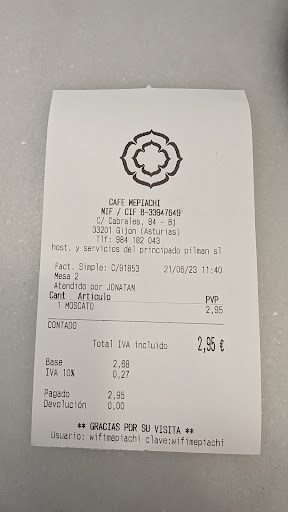 CAFE MEPIACHI
NIF / CIF B-33947649
C/ Cabrales, 84 - Bj
33201 Gijon (Asturias)
Tlf: 984 182 043
host. y servicios del principado pilman sl
Fact. Simple: C/91853 21/06/23 11:40
Mesa 2
Atendido por JONATAN
Cant Articulo PVP
1 MOSCATO 2,95
CONTADO
Total IVA incluido 2,95 €
Base 2,68
IVA 10% 0,27
Pagado 2,95
Devolución 0,00
** GRACIAS POR SU VISITA **
Usuario: wifimepiachi clave:wifimepiachi